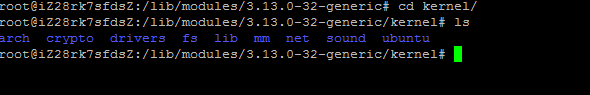 root@iZ28rk7sfdsZ:/lib/modules/3.13.0-32-generic# cd kernel/
root@iZ28rk7sfdsZ:/lib/modules/3.13.0-32-generic/kernel# ls
arch crypto drivers fs lib mm net sound ubuntu
root@iZ28rk7sfdsZ:/lib/modules/3.13.0-32-generic/kernel#